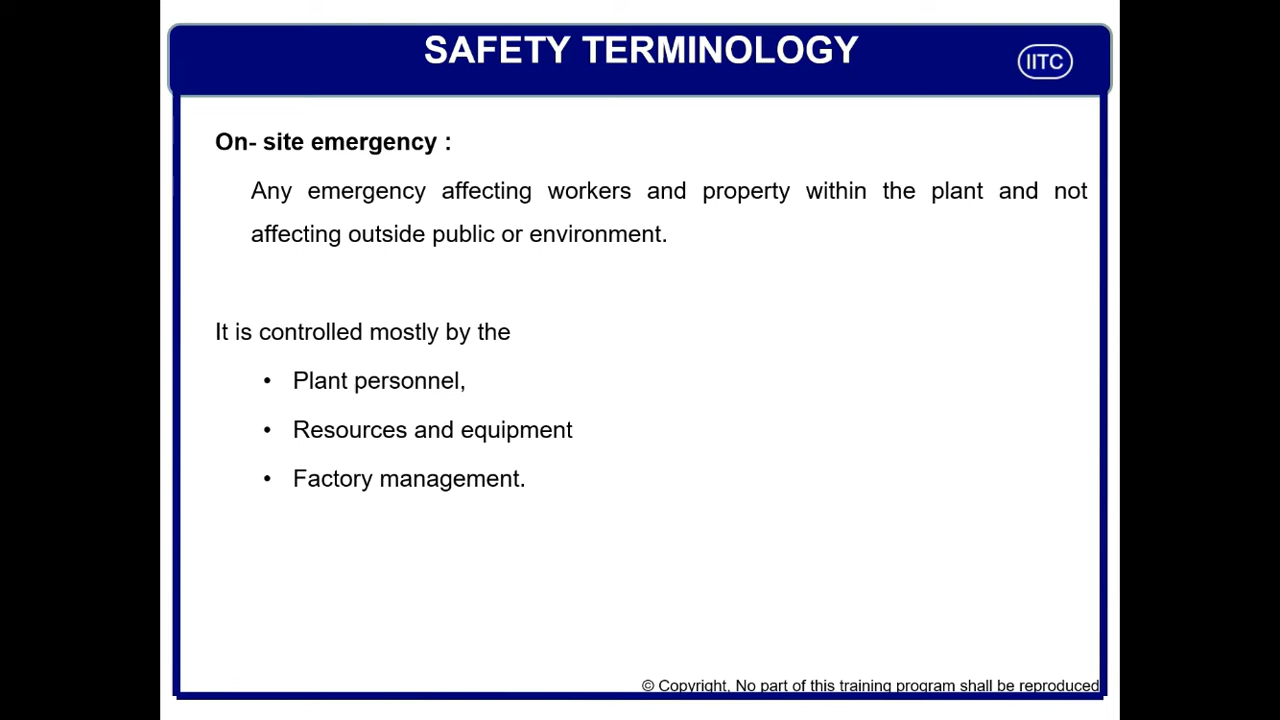 SAFETY TERMINOLOGY
IITC
On- site emergency :
Any emergency affecting workers and property within the plant and not
affecting outside public or environment.
It is controlled mostly by the
• Plant personnel,
• Resources and equipment
• Factory management.
© Copyright, No part of this training program shall be reproduced